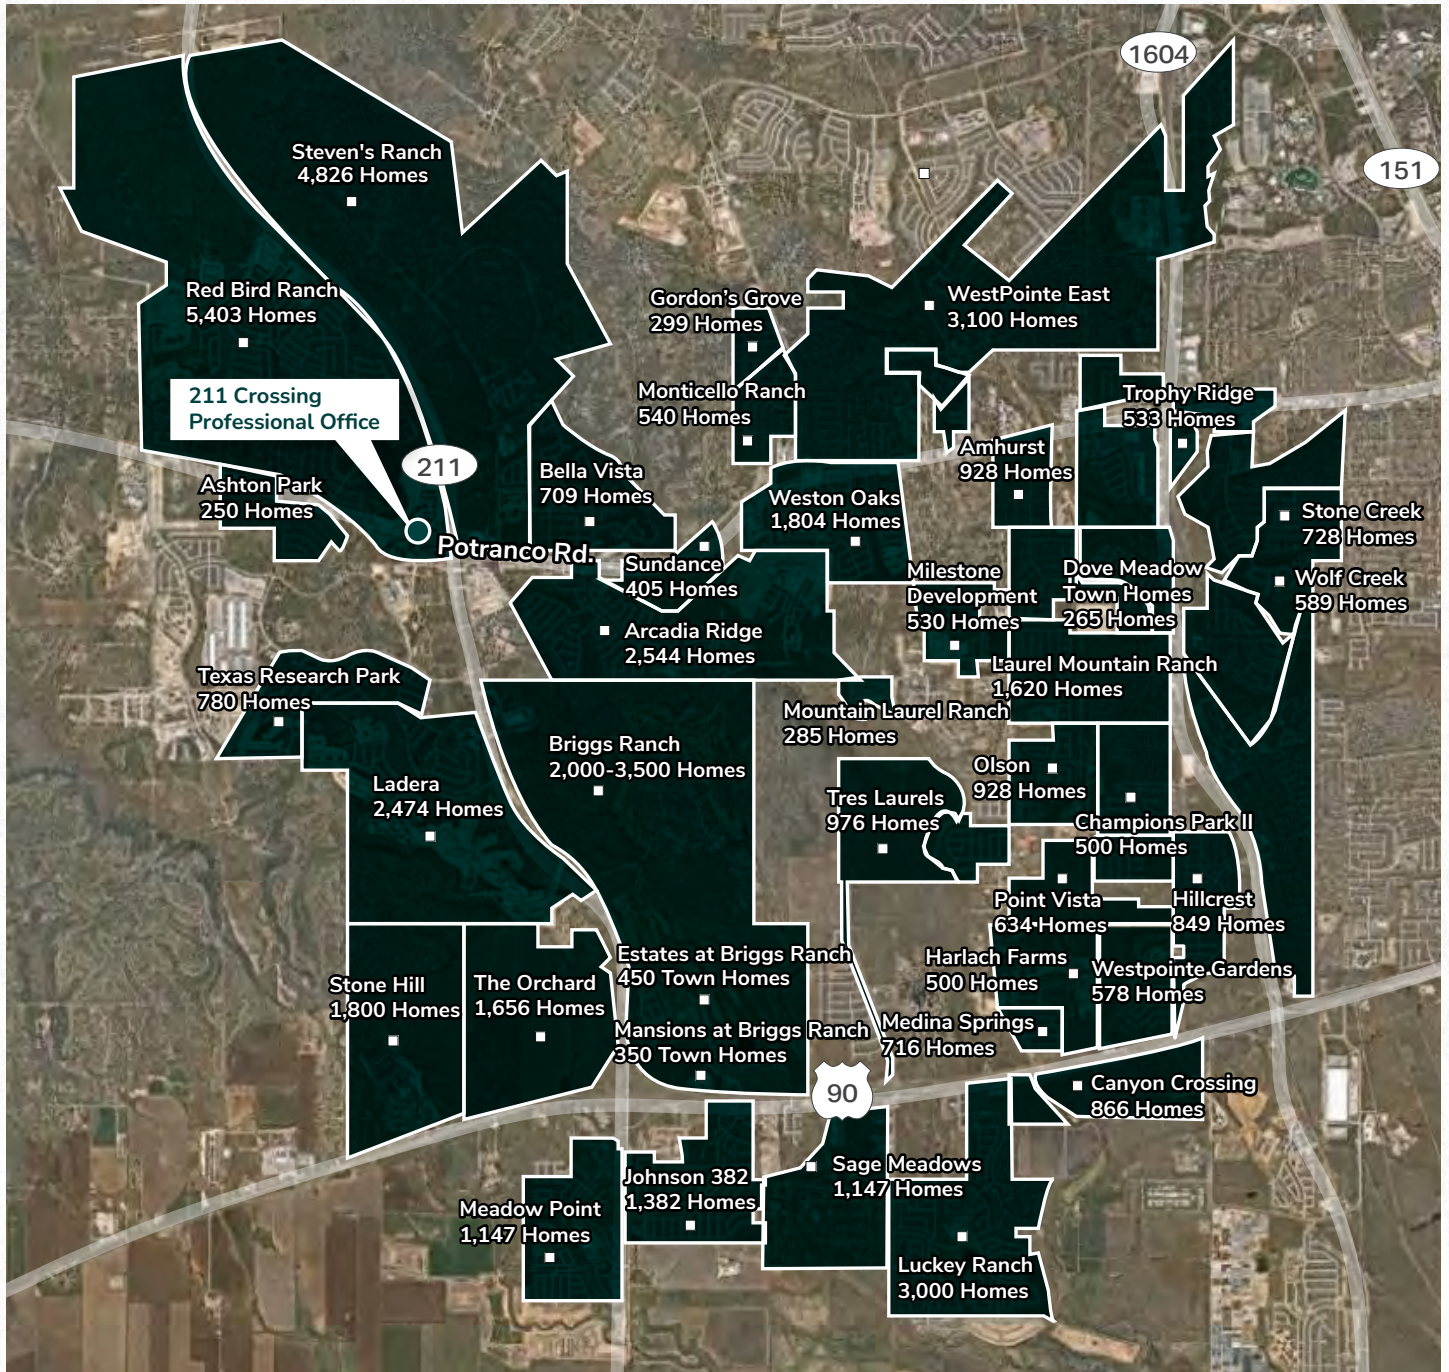 1604
151
Steven's Ranch
4,826 Homes
Red Bird Ranch
5,403 Homes
Gordon's Grove
299 Homes
WestPointe East
3,100 Homes
211 Crossing
Professional Office
Monticello Ranch
540 Homes
Trophy Ridge
533 Homes
211
Amhurst
928 Homes
Ashton Park
250 Homes
Bella Vista
709 Homes
Weston Oaks
1,804 Homes
Stone Creek
728 Homes
Potranco Rd.
Sundance
405 Homes
Milestone
Development
530 Homes
Dove Meadow
Town Homes
265 Homes
Wolf Creek
589 Homes
Arcadia Ridge
2,544 Homes
Laurel Mountain Ranch
1,620 Homes
Texas Research Park
780 Homes
Mountain Laurel Ranch
285 Homes
Briggs Ranch
2,000-3,500 Homes
Ladera
2,474 Homes
Olson
928 Homes
Tres Laurels
976 Homes
Champions Park II
500 Homes
Point Vista
634 Homes
Hillcrest
849 Homes
Estates at Briggs Ranch
450 Town Homes
Harlach Farms
500 Homes
Westpointe Gardens
578 Homes
Stone Hill
1,800 Homes
The Orchard
1,656 Homes
Mansions at Briggs Ranch
350 Town Homes
Medina Springs
716 Homes
90
Canyon Crossing
866 Homes
Sage Meadows
1,147 Homes
Johnson 382
1,382 Homes
Meadow Point
1,147 Homes
Luckey Ranch
3,000 Homes